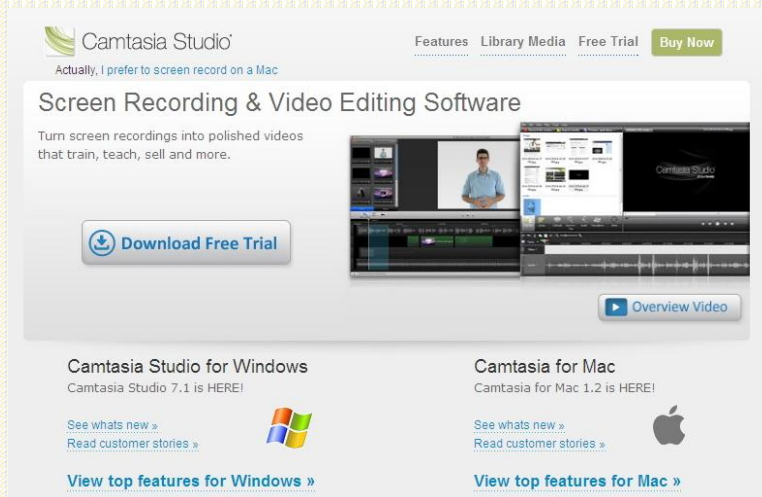 Camtasia Studio
Features Library Media Free Trial Buy Now
Actually, I prefer to screen record on a Mac
Screen Recording & Video Editing Software
Turn screen recordings into polished videos
that train, teach, sell and more.
Camtasia Studio
Download Free Trial
Overview Video
Camtasia Studio for Windows
Camtasia Studio 7.1 is HERE!
See whats new »
Read customer stories »
View top features for Windows »
Camtasia for Mac
Camtasia for Mac 1.2 is HERE!
See whats new »
Read customer stories »
View top features for Mac »